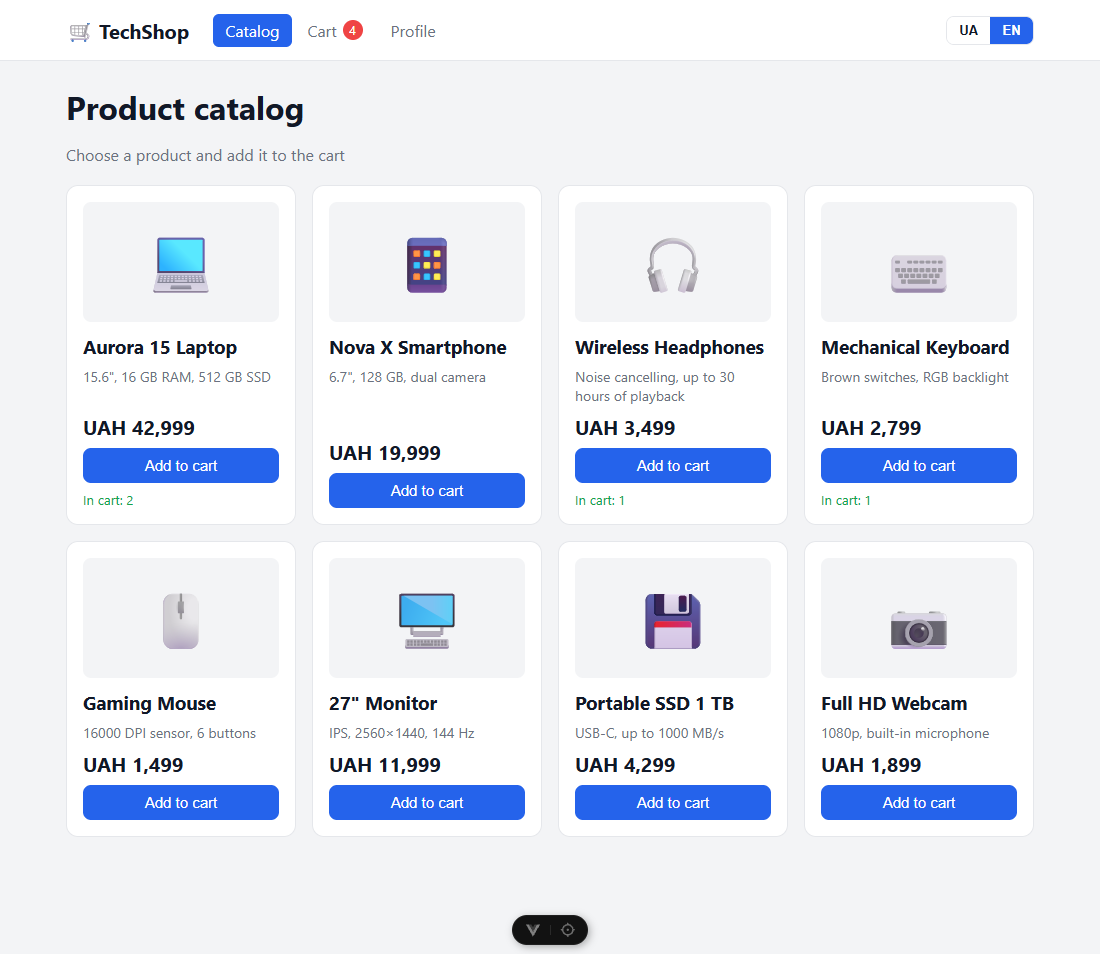 TechShop
Catalog
Cart 4
Profile
UA
EN
Product catalog
Choose a product and add it to the cart
Aurora 15 Laptop
15.6", 16 GB RAM, 512 GB SSD
UAH 42,999
Add to cart
In cart: 2
Nova X Smartphone
6.7", 128 GB, dual camera
UAH 19,999
Add to cart
Wireless Headphones
Noise cancelling, up to 30
hours of playback
UAH 3,499
Add to cart
In cart: 1
Mechanical Keyboard
Brown switches, RGB backlight
UAH 2,799
Add to cart
In cart: 1
Gaming Mouse
16000 DPI sensor, 6 buttons
UAH 1,499
Add to cart
27" Monitor
IPS, 2560×1440, 144 Hz
UAH 11,999
Add to cart
Portable SSD 1 TB
USB-C, up to 1000 MB/s
UAH 4,299
Add to cart
Full HD Webcam
1080p, built-in microphone
UAH 1,899
Add to cart